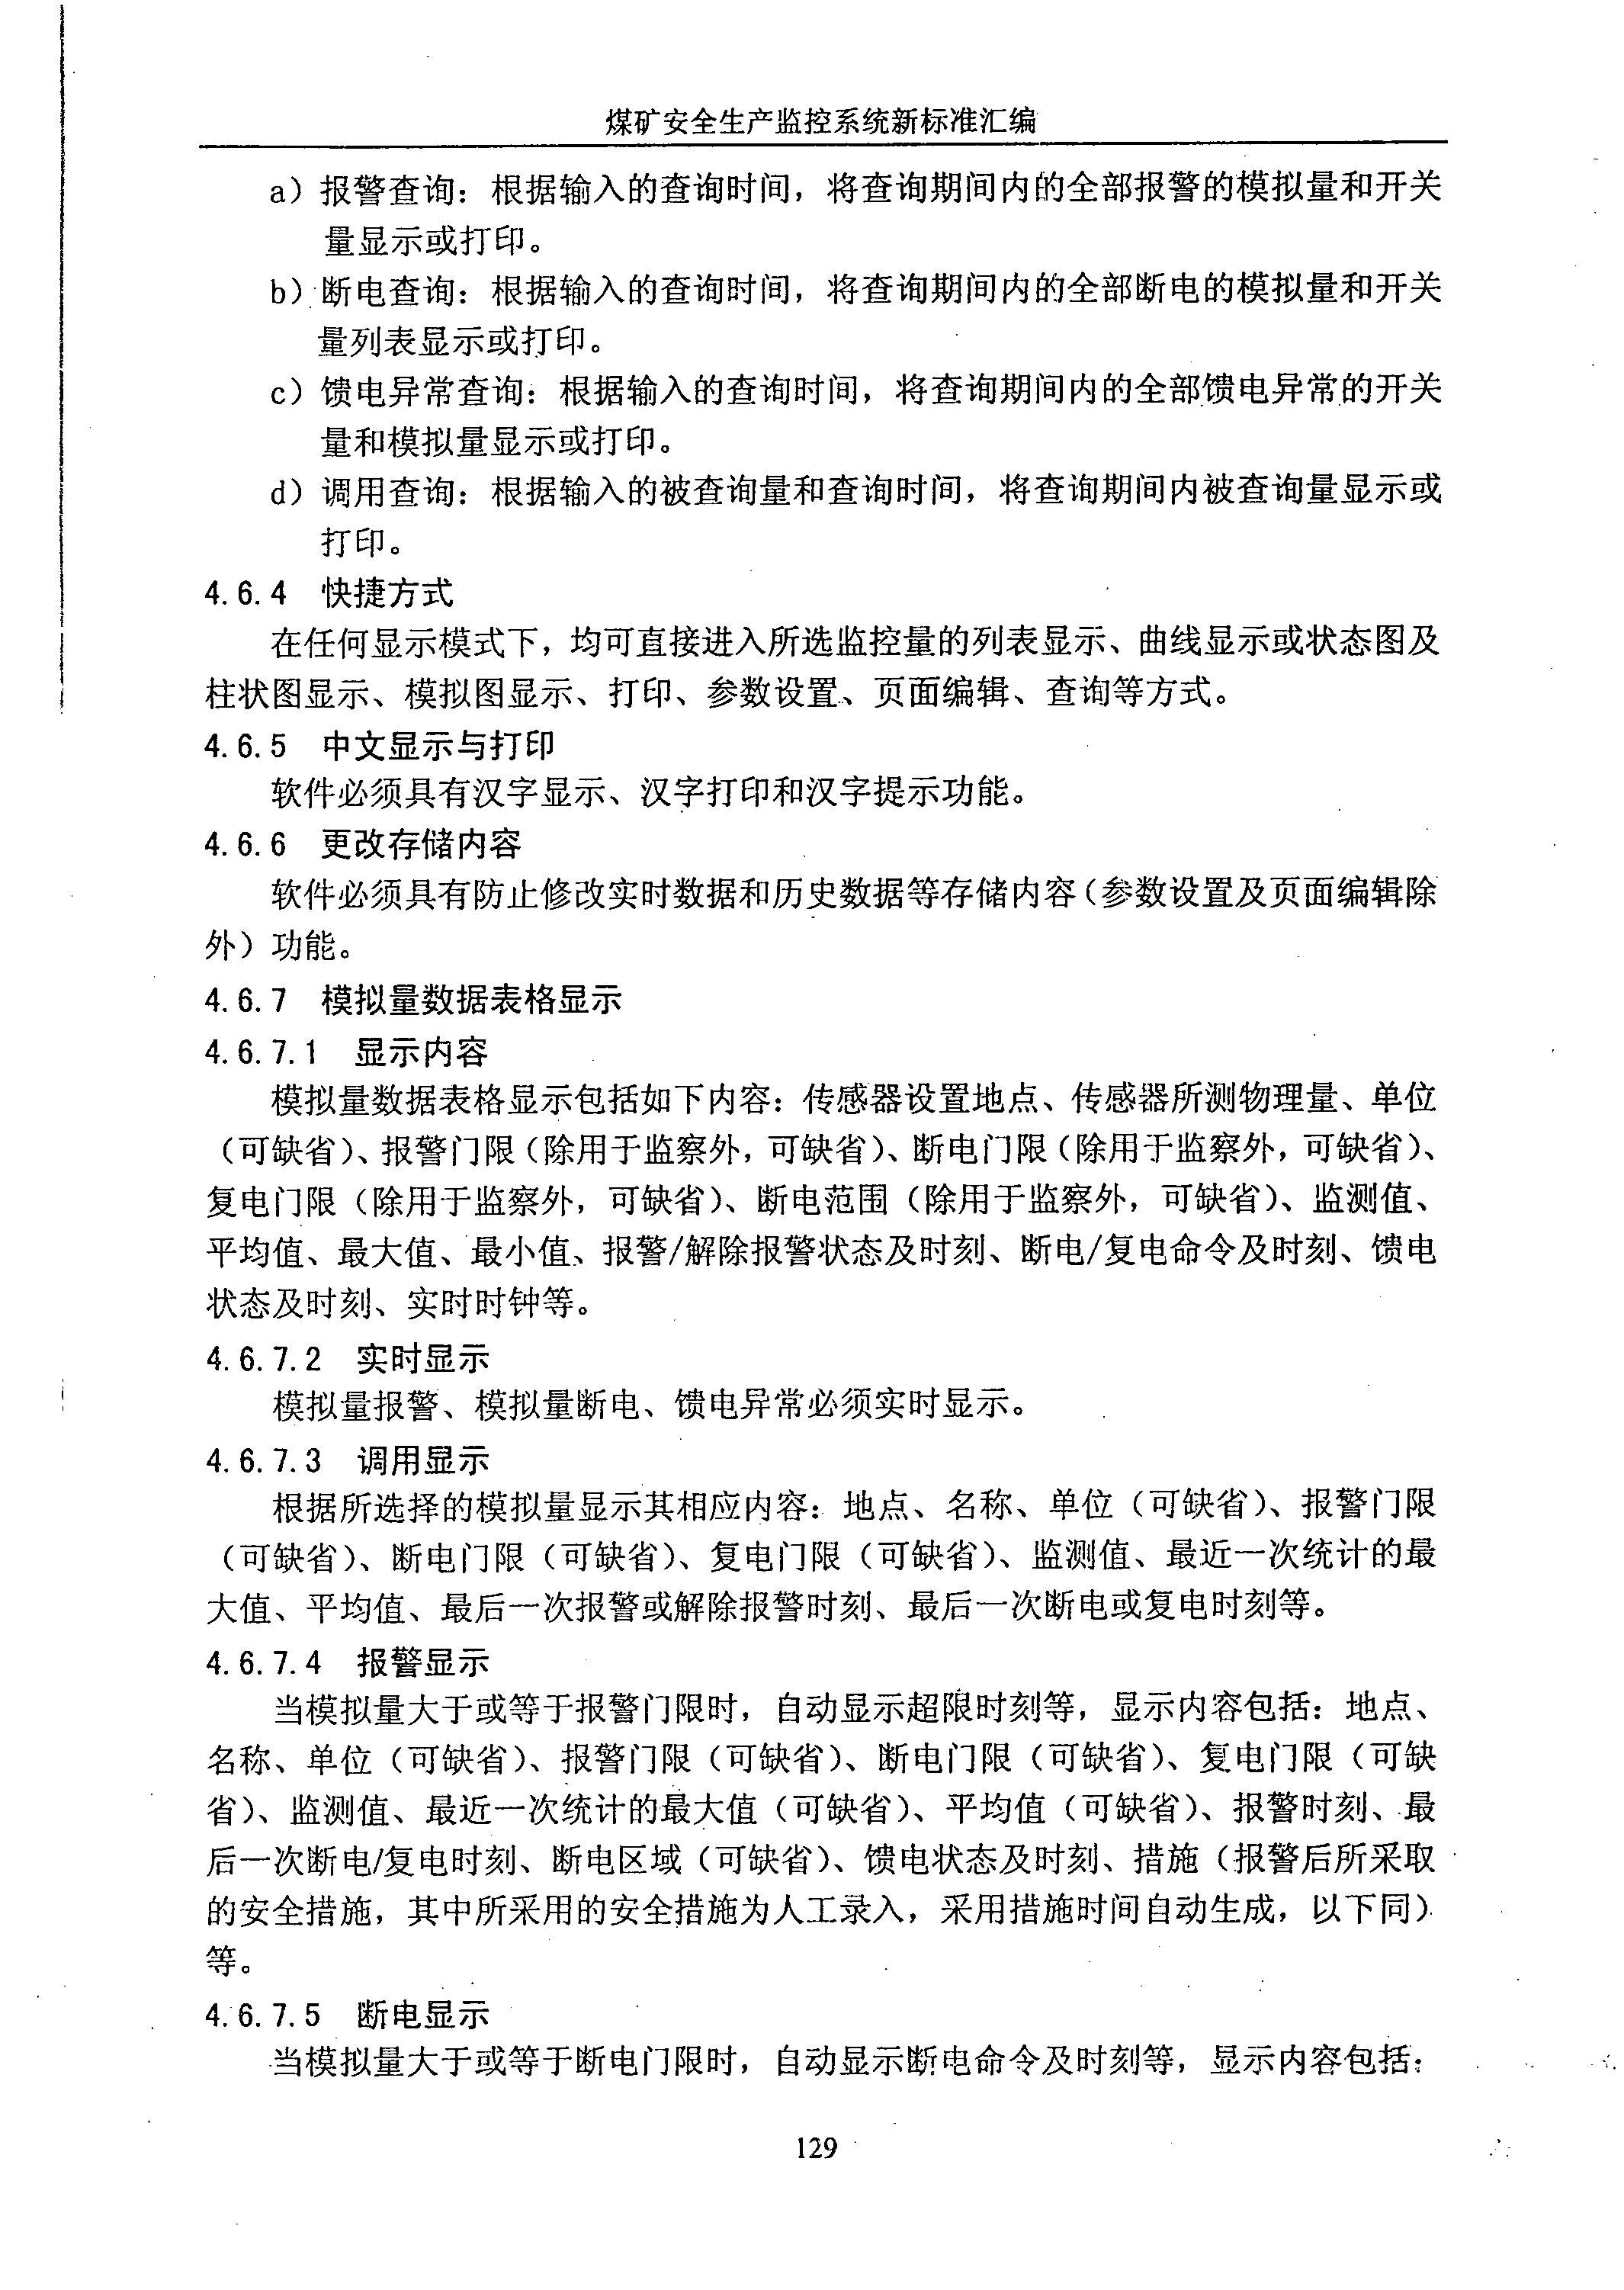 煤矿安全生产监控系统新标准汇编
a）报警查询：根据输入的查询时间，将查询期间内的全部报警的模拟量和开关
量显示或打印。
b）断电查询：根据输入的查询时间，将查询期间内的全部断电的模拟量和开关
量列表显示或打印。
c）馈电异常查询：根据输入的查询时间，将查询期间内的全部馈电异常的开关
量和模拟量显示或打印。
d）调用查询：根据输入的被查询量和查询时间，将查询期间内被查询量显示或
打印。
4.6.4 快捷方式
在任何显示模式下，均可直接进入所选监控量的列表显示、曲线显示或状态图及
柱状图显示、模拟图显示、打印、参数设置、页面编辑、查询等方式。
4.6.5 中文显示与打印
软件必须具有汉字显示、汉字打印和汉字提示功能。
4.6.6 更改存储内容
软件必须具有防止修改实时数据和历史数据等存储内容（参数设置及页面编辑除
外）功能。
4.6.7 模拟量数据表格显示
4.6.7.1 显示内容
模拟量数据表格显示包括如下内容：传感器设置地点、传感器所测物理量、单位
（可缺省）、报警门限（除用于监察外，可缺省）、断电门限（除用于监察外，可缺省）、
复电门限（除用于监察外，可缺省）、断电范围（除用于监察外，可缺省）、监测值、
平均值、最大值、最小值、报警/解除报警状态及时刻、断电/复电命令及时刻、馈电
状态及时刻、实时时钟等。
4.6.7.2 实时显示
模拟量报警、模拟量断电、馈电异常必须实时显示。
4.6.7.3 调用显示
根据所选择的模拟量显示其相应内容：地点、名称、单位（可缺省）、报警门限
（可缺省）、断电门限（可缺省）、复电门限（可缺省）、监测值、最近一次统计的最
大值、平均值、最后一次报警或解除报警时刻、最后一次断电或复电时刻等。
4.6.7.4 报警显示
当模拟量大于或等于报警门限时，自动显示超限时刻等，显示内容包括：地点、
名称、单位（可缺省）、报警门限（可缺省）、断电门限（可缺省）、复电门限（可缺
省）、监测值、最近一次统计的最大值（可缺省）、平均值（可缺省）、报警时刻、最
后一次断电/复电时刻、断电区域（可缺省）、馈电状态及时刻、措施（报警后所采取
的安全措施，其中所采用的安全措施为人工录入，采用措施时间自动生成，以下同）
等。
4.6.7.5 断电显示
当模拟量大于或等于断电门限时，自动显示断电命令及时刻等，显示内容包括：
129